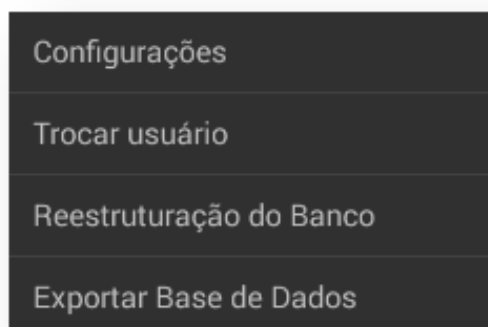 Configurações
Trocar usuário
Reestruturação do Banco
Exportar Base de Dados